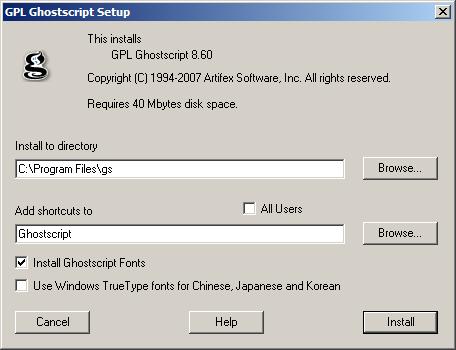 GPL Ghostscript Setup
This installs
GPL Ghostscript 8.60
Copyright (C) 1994-2007 Artifex Software, Inc. All rights reserved.
Requires 40 Mbytes disk space.
Install to directory
C:\Program Files\gs
Browse...
Add shortcuts to
All Users
Ghostscript
Browse...
Install Ghostscript Fonts
Use Windows TrueType fonts for Chinese, Japanese and Korean
Cancel
Help
Install